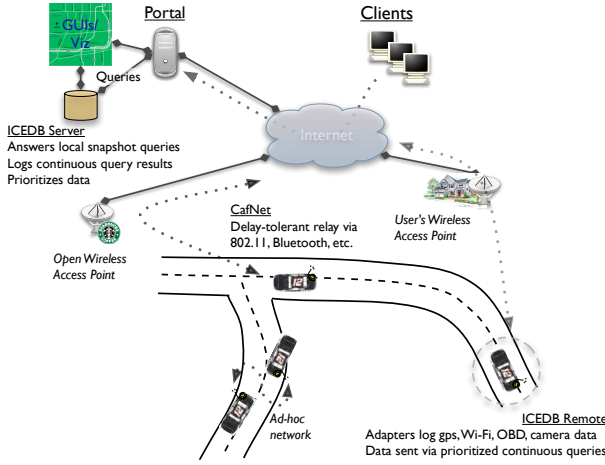 Portal
Clients
GUIs/
Viz
Queries
Internet
ICEDB Server
Answers local snapshot queries
Logs continuous query results
Prioritizes data
CafNet
Delay-tolerant relay via
802.11, Bluetooth, etc.
User's Wireless
Access Point
Open Wireless
Access Point
Ad-hoc
network
ICEDB Remote
Adapters log gps, Wi-Fi, OBD, camera data
Data sent via prioritized continuous queries